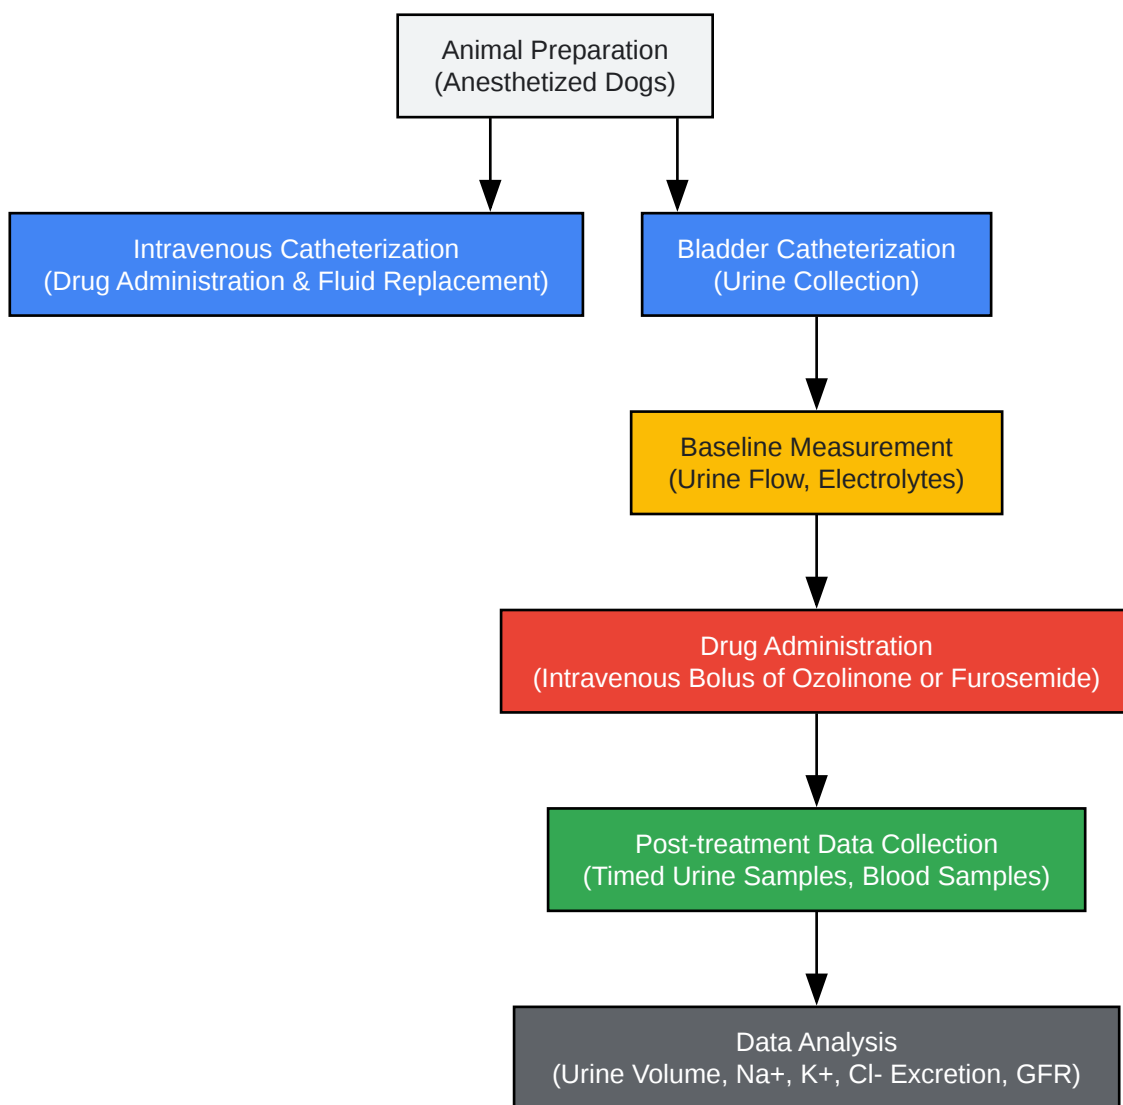 Animal Preparation
(Anesthetized Dogs)
Intravenous Catheterization
(Drug Administration & Fluid Replacement)
Bladder Catheterization
(Urine Collection)
Baseline Measurement
(Urine Flow, Electrolytes)
Drug Administration
(Intravenous Bolus of Ozolinone or Furosemide)
Post-treatment Data Collection
(Timed Urine Samples, Blood Samples)
Data Analysis
(Urine Volume, Na+, K+, Cl- Excretion, GFR)